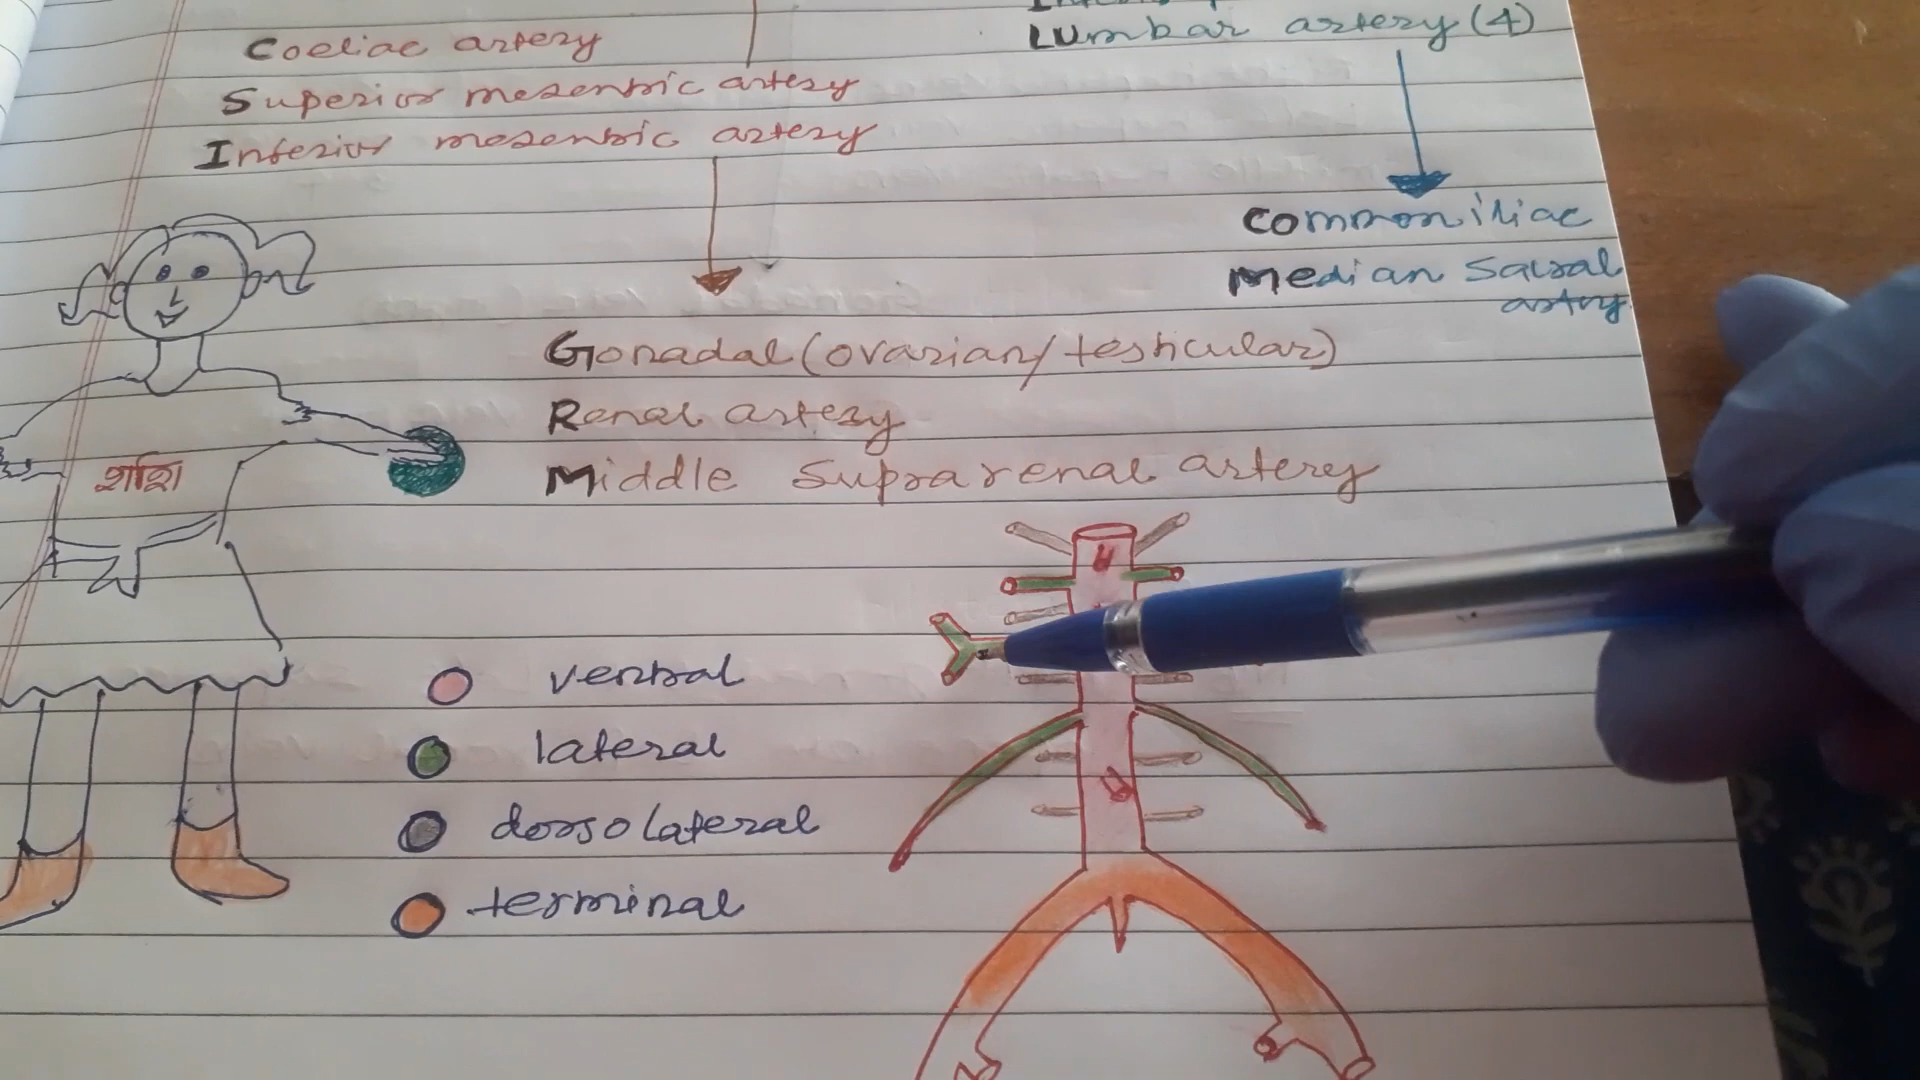 Coeliac artery
Superior mesentric artery
Inferior mesentric artery
Lumbar artery (4)
Common iliac
Median Sacral
artry
Gonadal (ovarian/testicular)
Renal artery
Middle Suprarenal artery
शशि
ventral
lateral
dorsolateral
terminal